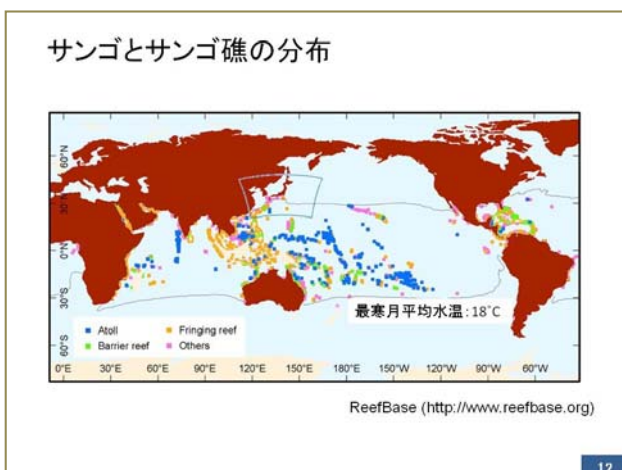 サンゴとサンゴ礁の分布
60°N
30°N
0°N
30°S
60°S
最寒月平均水温:18°C
Atoll
Fringing reef
Barrier reef
Others
0°E 30°E 60°E 90°E 120°E 150°E 180°E 150°W 120°W 90°W 60°W
ReefBase (http://www.reefbase.org)
12